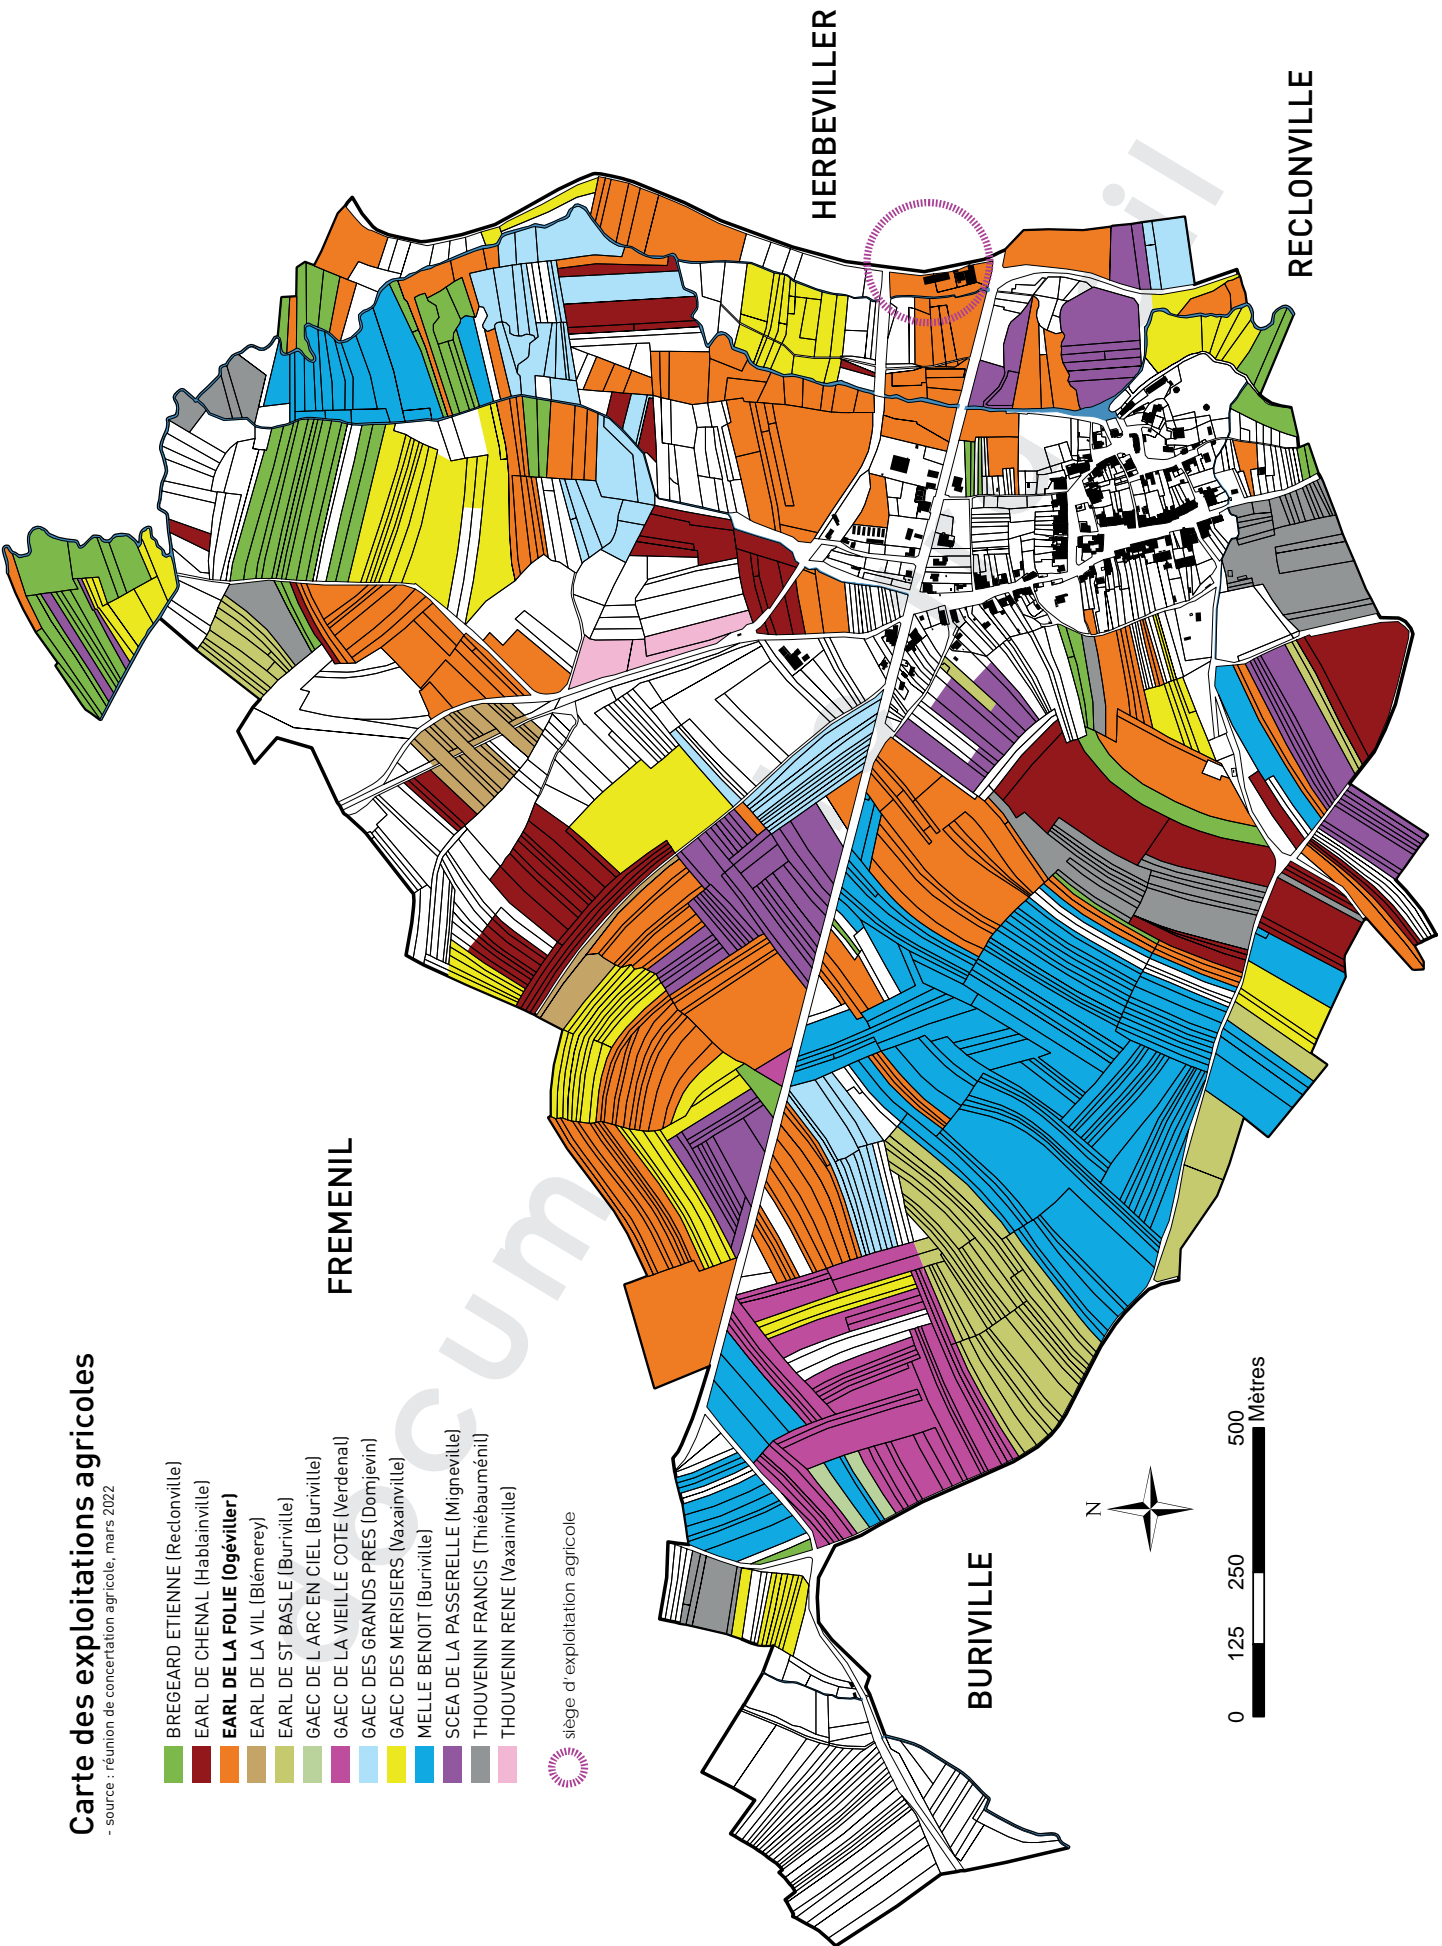 Carte des exploitations agricoles
- source : réunion de concertation agricole, mars 2022
BREGEARD ETIENNE (Reclonville)
EARL DE CHENAL (Hablainville)
EARL DE LA FOLIE (Ogéviller)
EARL DE LA VIL (Blémerey)
EARL DE ST BASLE (Buriville)
GAEC DE L ARC EN CIEL (Buriville)
GAEC DE LA VIEILLE COTE (Verdenal)
GAEC DES GRANDS PRES (Domjevin)
GAEC DES MERISIERS (Vaxainville)
MELLE BENOIT (Buriville)
SCEA DE LA PASSERELLE (Migneville)
THOUVENIN FRANCIS (Thiébauménil)
THOUVENIN RENE (Vaxainville)
siège d'exploitation agricole
FREMENIL
HERBEVILLER
RECLONVILLE
BURIVILLE
N
0 125 250 500
Mètres